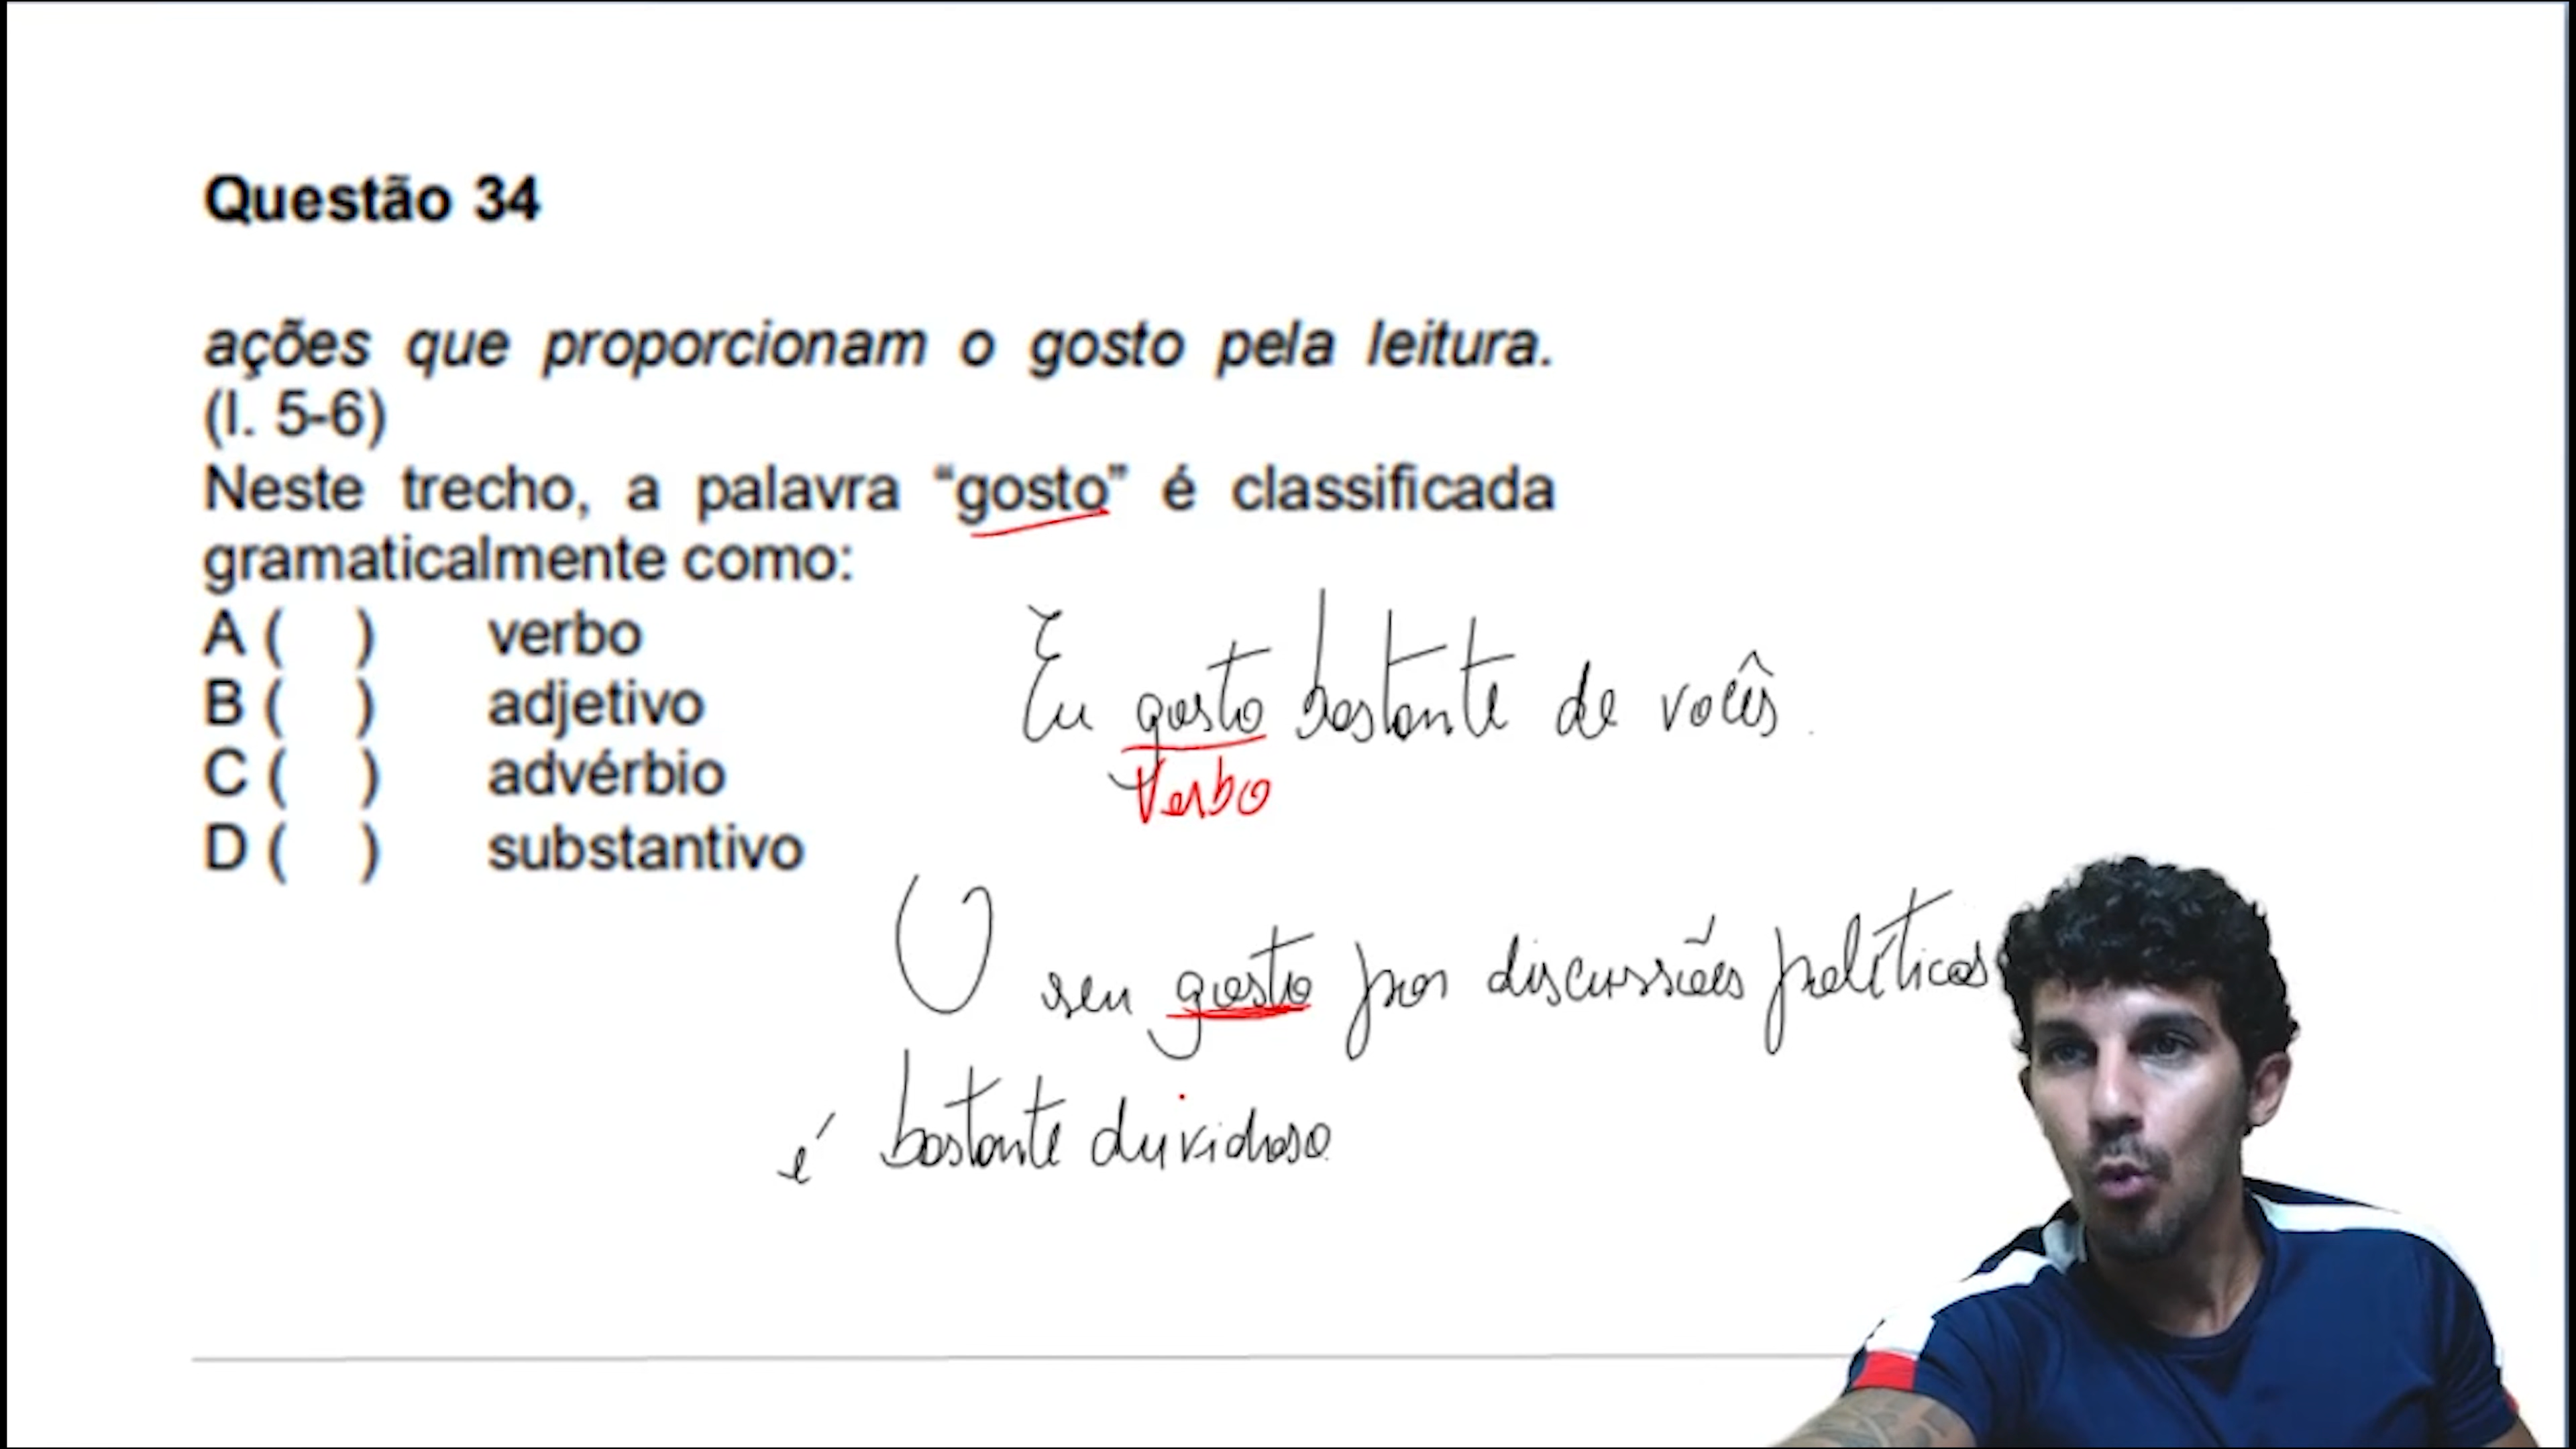 Questão 34
ações que proporcionam o gosto pela leitura.
(l. 5-6)
Neste trecho, a palavra “gosto” é classificada
gramaticalmente como:
A (   ) verbo
B (   ) adjetivo
C (   ) advérbio
D (   ) substantivo
Eu gosto bastante de vocês.
Verbo
O seu gosto por discussões políticas
é bastante duvidoso